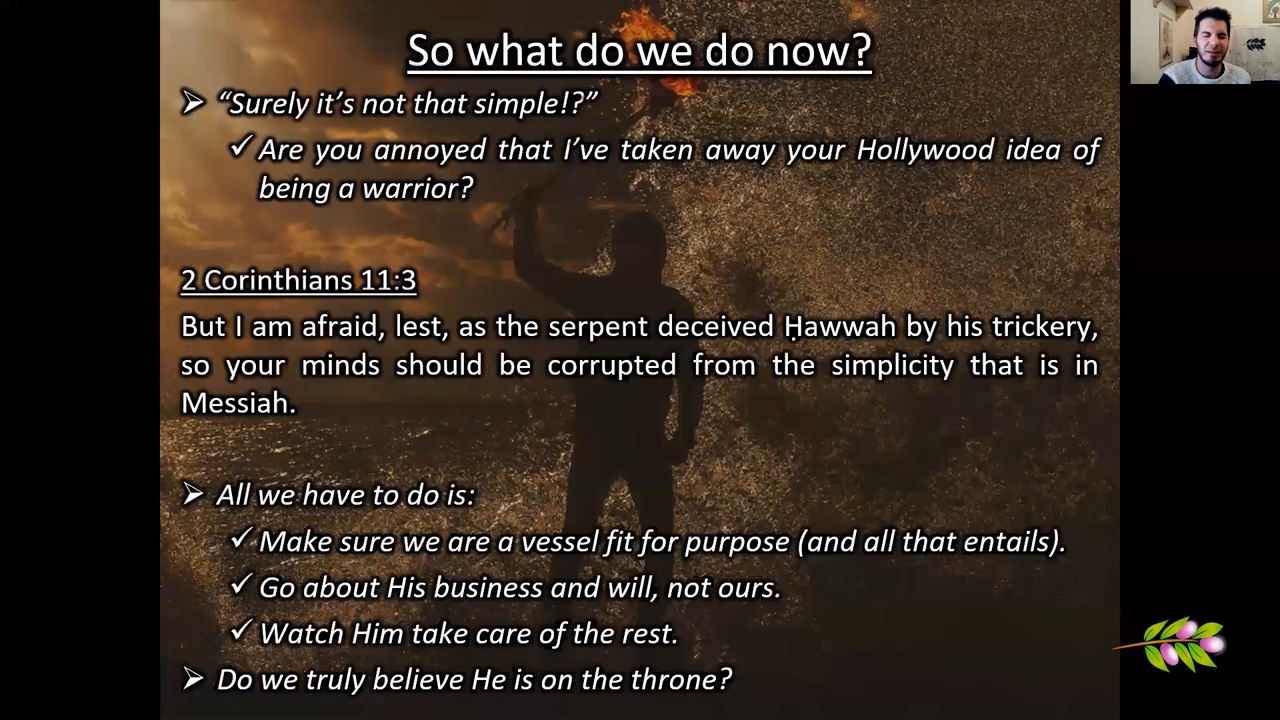 So what do we do now?
➢ “Surely it’s not that simple!?”
✓ Are you annoyed that I’ve taken away your Hollywood idea of
being a warrior?
2 Corinthians 11:3
But I am afraid, lest, as the serpent deceived Ḥawwah by his trickery,
so your minds should be corrupted from the simplicity that is in
Messiah.
➢ All we have to do is:
✓ Make sure we are a vessel fit for purpose (and all that entails).
✓ Go about His business and will, not ours.
✓ Watch Him take care of the rest.
➢ Do we truly believe He is on the throne?